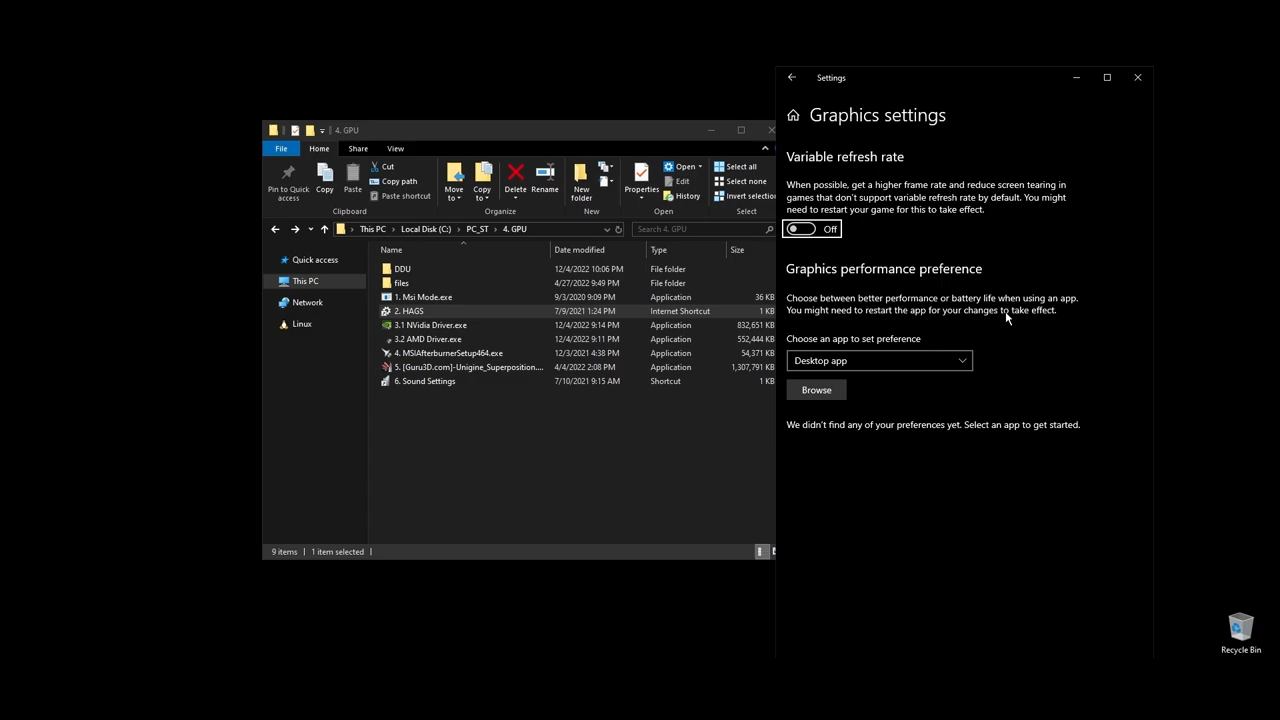 4. GPU
File Home Share View
Pin to Quick access
Copy
Paste
Cut
Copy path
Paste shortcut
Clipboard
Move to
Copy to
Delete
Rename
Organize
New folder
New
Properties
Open
Edit
History
Open
Select all
Select none
Invert selection
Select
This PC > Local Disk (C:) > PC_ST > 4. GPU
Search 4. GPU
Name Date modified Type Size
Quick access
This PC
Network
Linux
DDU 12/4/2022 10:06 PM File folder
files 4/27/2022 9:49 PM File folder
1. Msi Mode.exe 9/3/2020 9:09 PM Application 36 KB
2. HAGS 7/9/2021 1:24 PM Internet Shortcut 1 KB
3.1 NVidia Driver.exe 12/4/2022 9:14 PM Application 832,651 KB
3.2 AMD Driver.exe 12/4/2022 9:11 PM Application 552,444 KB
4. MSIAfterburnerSetup464.exe 12/3/2021 4:38 PM Application 54,371 KB
5. [Guru3D.com]-Unigine_Superposition.... 4/4/2022 2:08 PM Application 1,307,791 KB
6. Sound Settings 7/10/2021 9:15 AM Shortcut 1 KB
9 items 1 item selected
Settings
Graphics settings
Variable refresh rate
When possible, get a higher frame rate and reduce screen tearing in
games that don't support variable refresh rate by default. You might
need to restart your game for this to take effect.
Off
Graphics performance preference
Choose between better performance or battery life when using an app.
You might need to restart the app for your changes to take effect.
Choose an app to set preference
Desktop app
Browse
We didn't find any of your preferences yet. Select an app to get started.
Recycle Bin